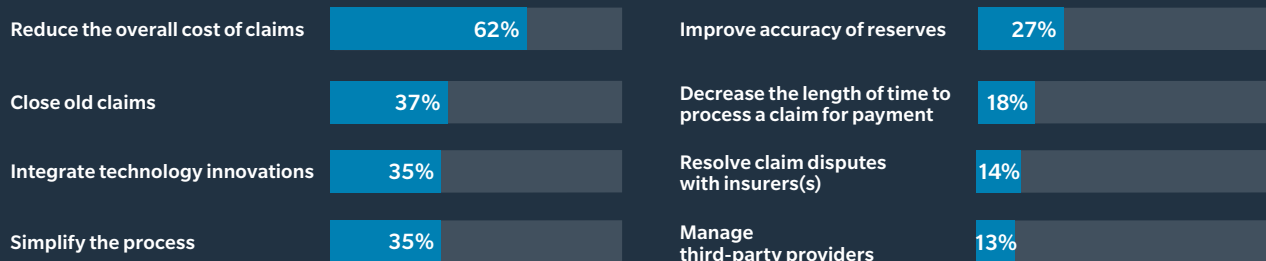 Reduce the overall cost of claims
62%
Close old claims
37%
Integrate technology innovations
35%
Simplify the process
35%
Improve accuracy of reserves
27%
Decrease the length of time to
process a claim for payment
18%
Resolve claim disputes
with insurers(s)
14%
Manage
third-party providers
13%